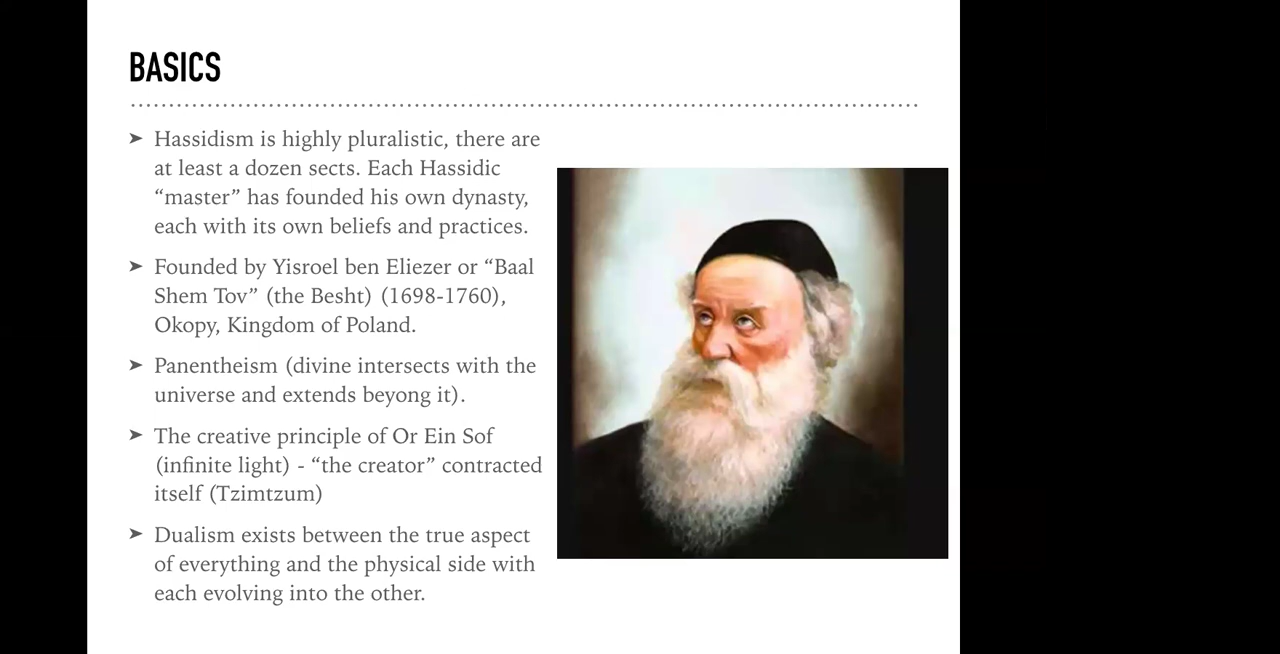 BASICS
➤ Hassidism is highly pluralistic, there are
at least a dozen sects. Each Hassidic
“master” has founded his own dynasty,
each with its own beliefs and practices.
➤ Founded by Yisroel ben Eliezer or “Baal
Shem Tov” (the Besht) (1698-1760),
Okopy, Kingdom of Poland.
➤ Panentheism (divine intersects with the
universe and extends beyong it).
➤ The creative principle of Or Ein Sof
(infinite light) - “the creator” contracted
itself (Tzimtzum)
➤ Dualism exists between the true aspect
of everything and the physical side with
each evolving into the other.